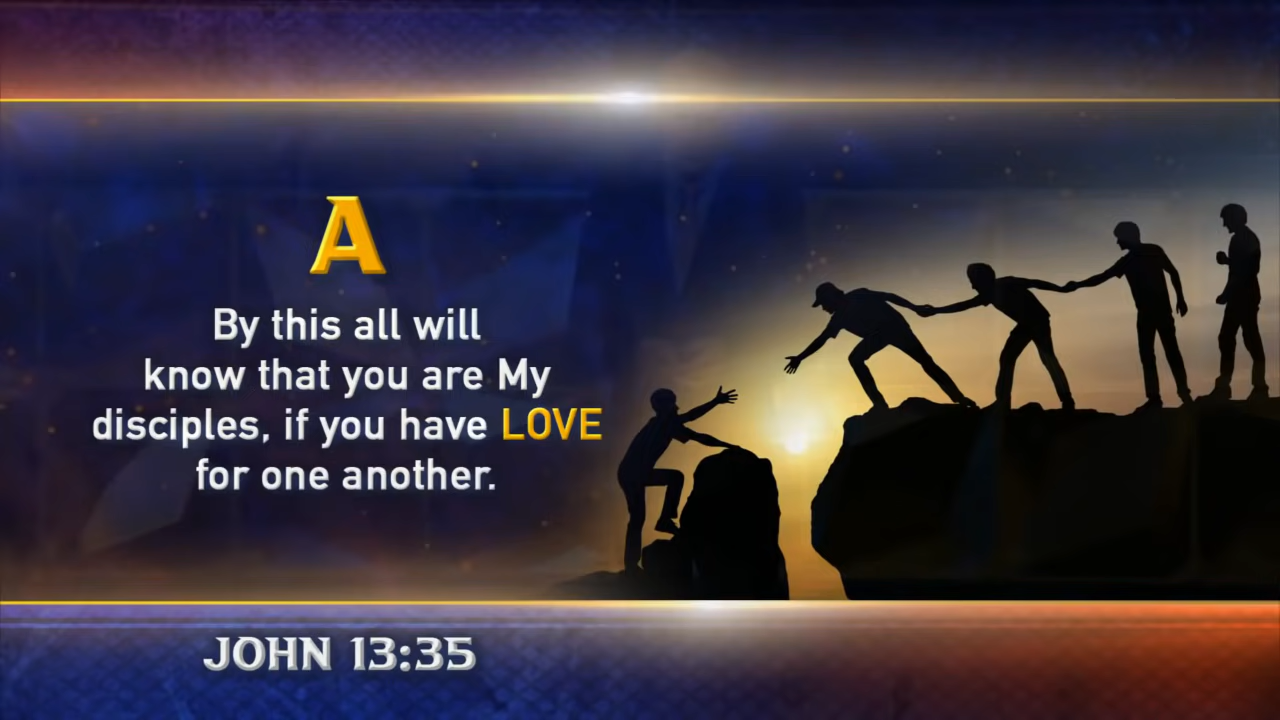 A
By this all will
know that you are My
disciples, if you have LOVE
for one another.
JOHN 13:35